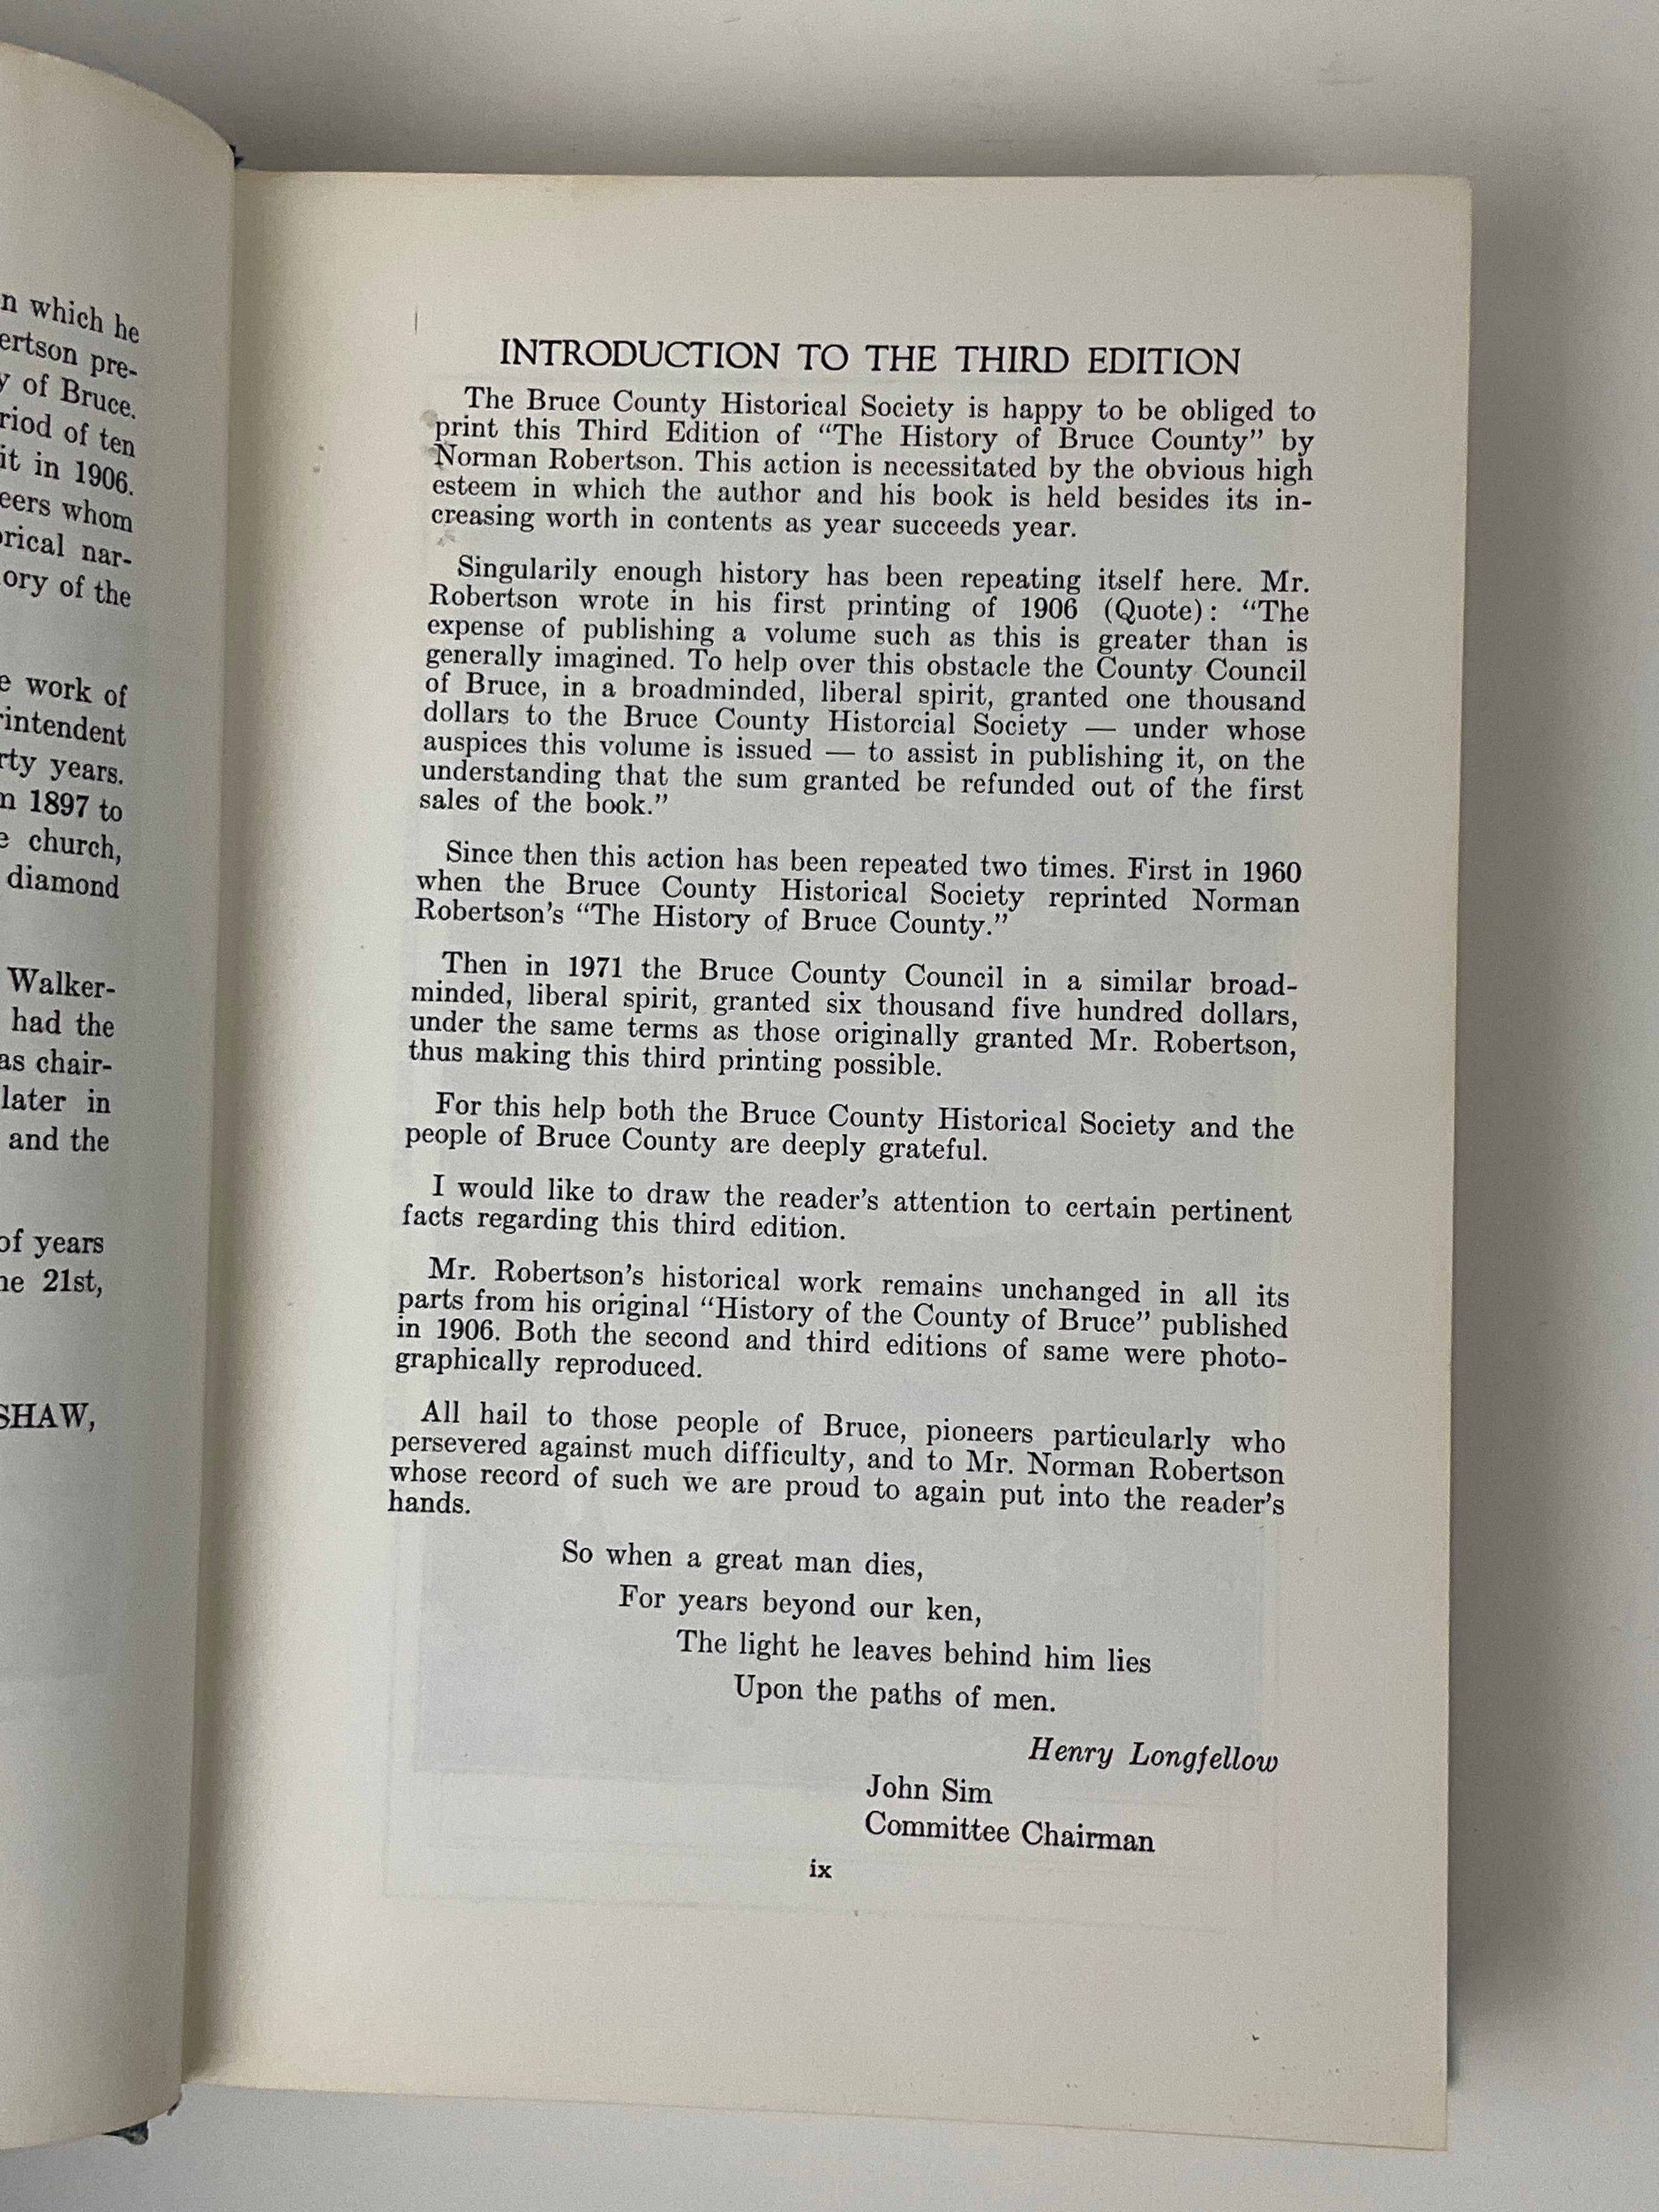 n which he
ertson pre-
y of Bruce.
riod of ten
it in 1906.
eers whom
orical nar-
ory of the
e work of
rintendent
rty years.
n 1897 to
e church,
diamond
Walker-
had the
as chair-
later in
and the
of years
ne 21st,
SHAW,
INTRODUCTION TO THE THIRD EDITION
The Bruce County Historical Society is happy to be obliged to
print this Third Edition of “The History of Bruce County” by
Norman Robertson. This action is necessitated by the obvious high
esteem in which the author and his book is held besides its in-
creasing worth in contents as year succeeds year.
Singularily enough history has been repeating itself here. Mr.
Robertson wrote in his first printing of 1906 (Quote): “The
expense of publishing a volume such as this is greater than is
generally imagined. To help over this obstacle the County Council
of Bruce, in a broadminded, liberal spirit, granted one thousand
dollars to the Bruce County Historcial Society — under whose
auspices this volume is issued — to assist in publishing it, on the
understanding that the sum granted be refunded out of the first
sales of the book.”
Since then this action has been repeated two times. First in 1960
when the Bruce County Historical Society reprinted Norman
Robertson's “The History of Bruce County.”
Then in 1971 the Bruce County Council in a similar broad-
minded, liberal spirit, granted six thousand five hundred dollars,
under the same terms as those originally granted Mr. Robertson,
thus making this third printing possible.
For this help both the Bruce County Historical Society and the
people of Bruce County are deeply grateful.
I would like to draw the reader's attention to certain pertinent
facts regarding this third edition.
Mr. Robertson's historical work remains unchanged in all its
parts from his original “History of the County of Bruce” published
in 1906. Both the second and third editions of same were photo-
graphically reproduced.
All hail to those people of Bruce, pioneers particularly who
persevered against much difficulty, and to Mr. Norman Robertson
whose record of such we are proud to again put into the reader's
hands.
So when a great man dies,
For years beyond our ken,
The light he leaves behind him lies
Upon the paths of men.
Henry Longfellow
John Sim
Committee Chairman
ix